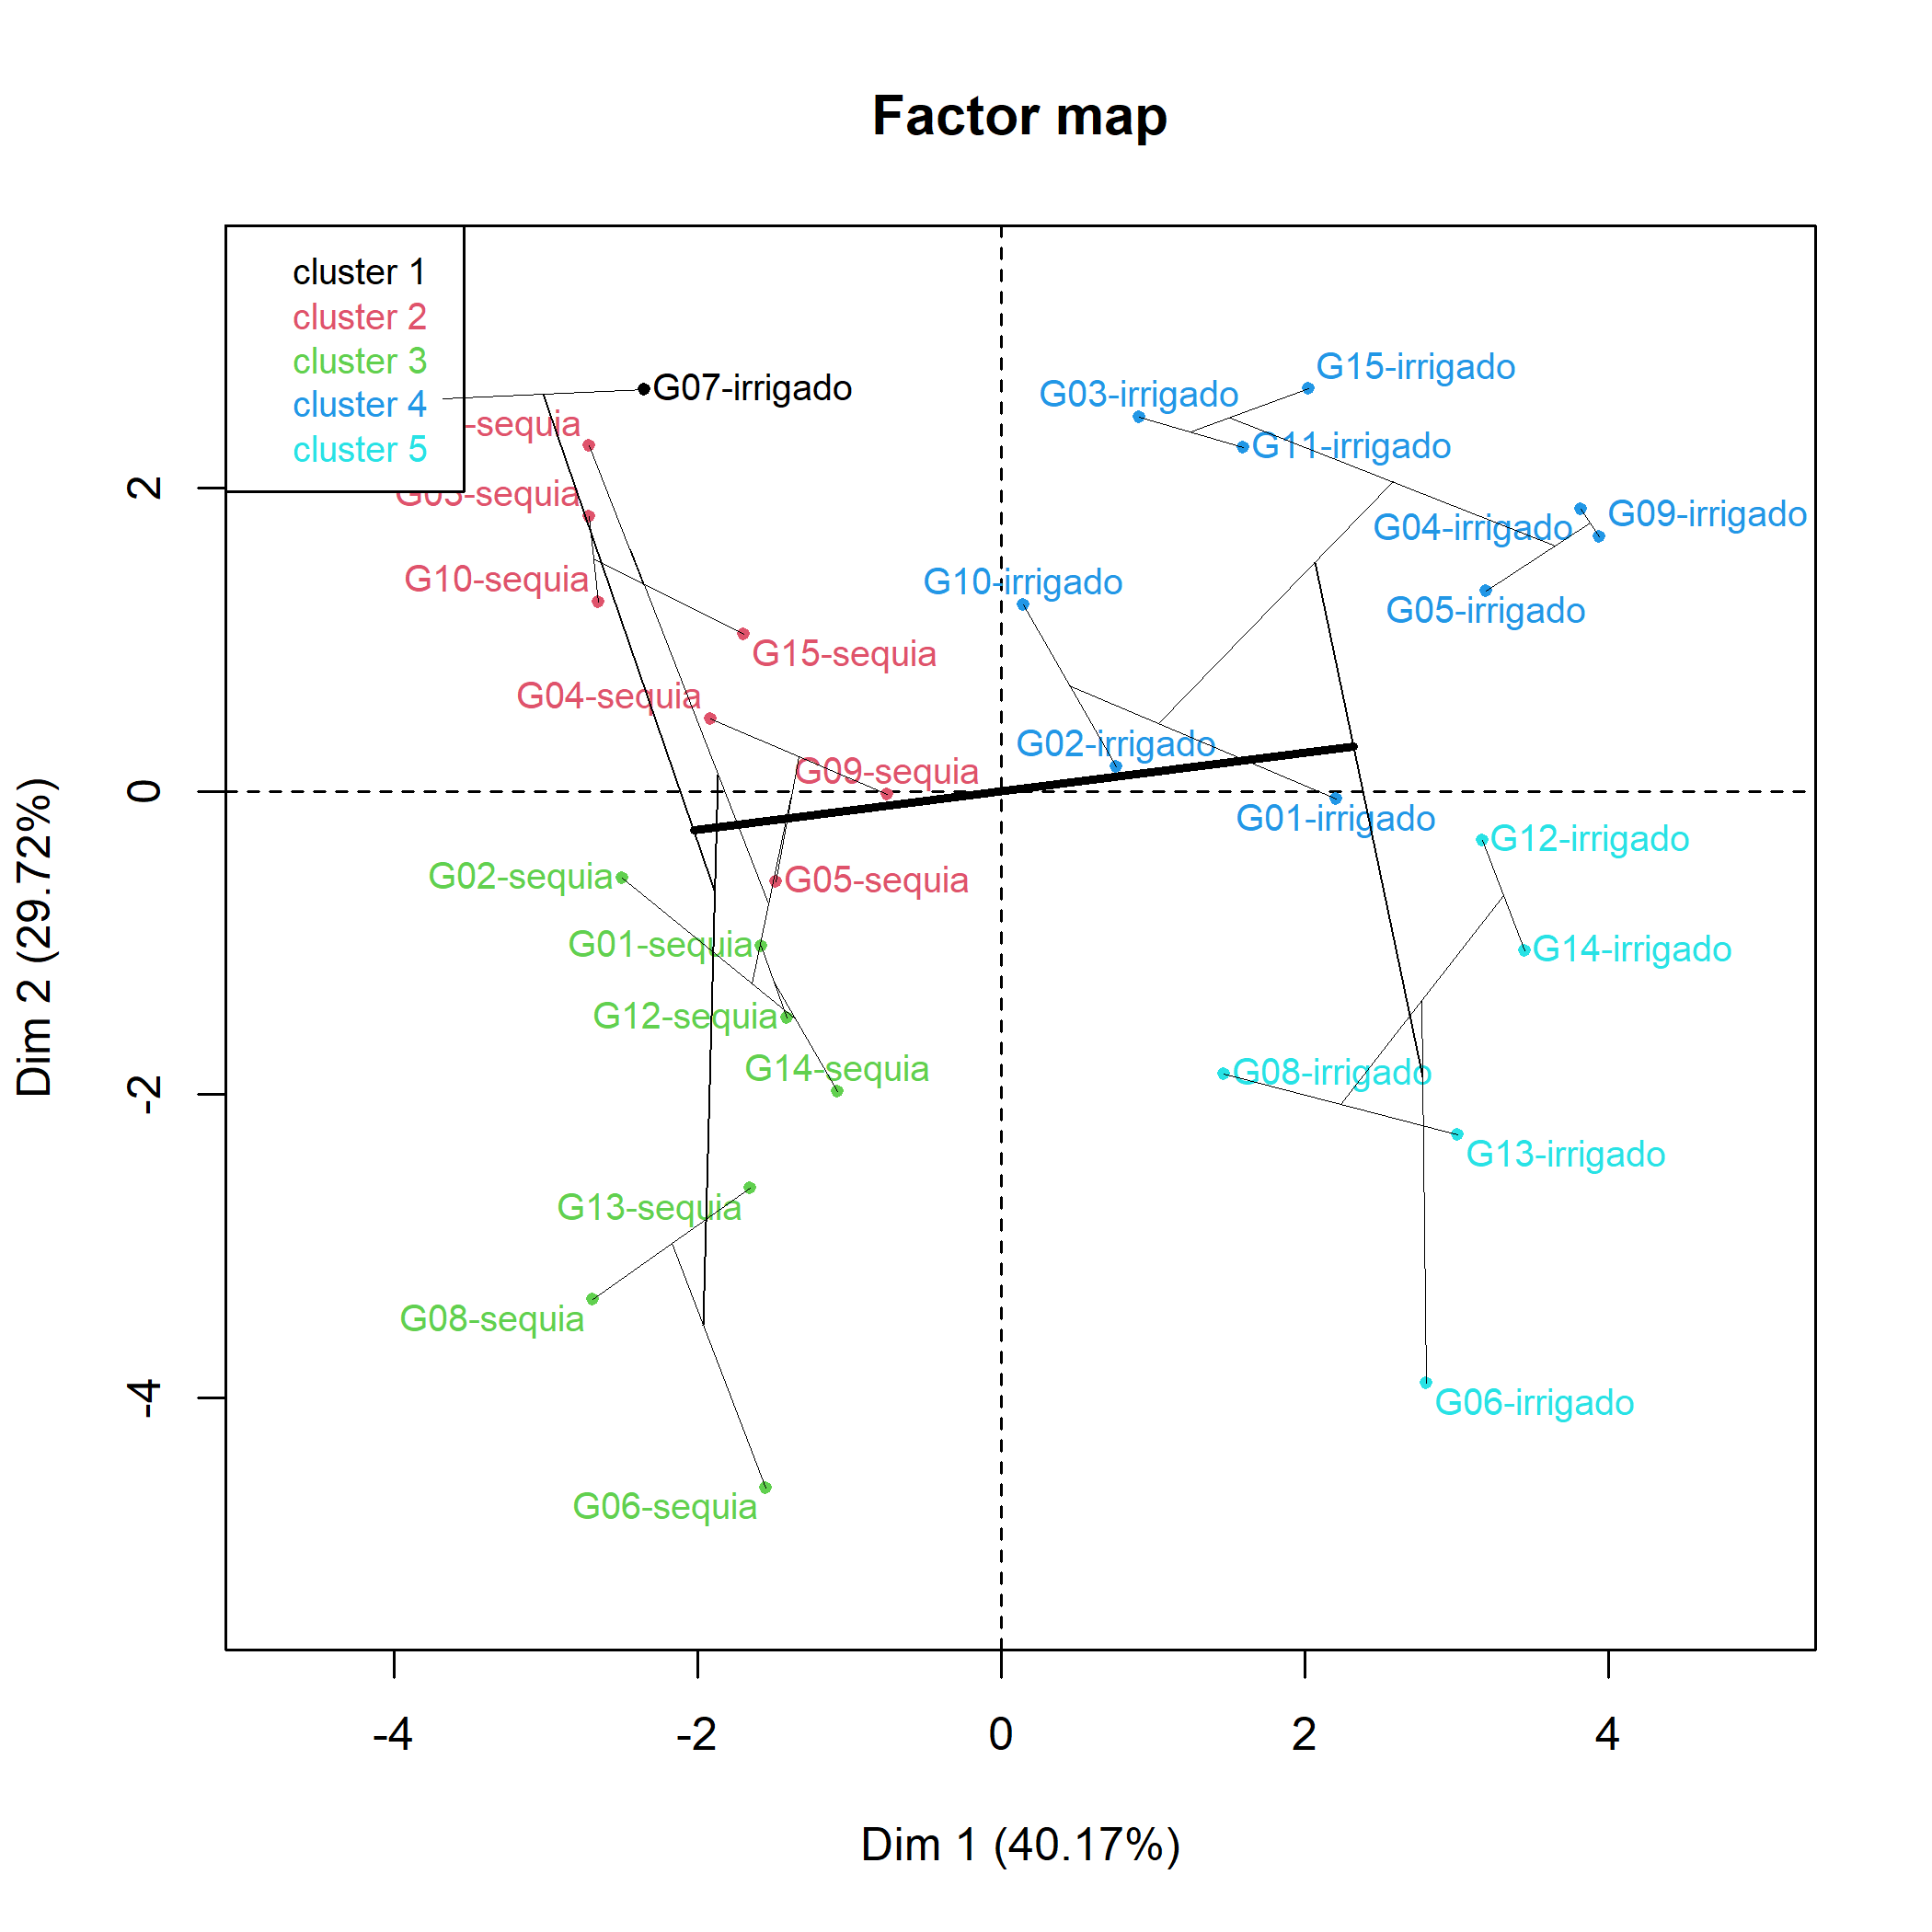 Factor map
cluster 1
cluster 2
cluster 3
cluster 4
cluster 5
G07-irrigado
G15-irrigado
G03-irrigado
-sequia
G11-irrigado
-sequia
G04-irrigado
G09-irrigado
G10-sequia
G10-irrigado
G05-irrigado
G15-sequia
G04-sequia
G02-irrigado
G09-sequia
G01-irrigado
G12-irrigado
G02-sequia
G05-sequia
G01-sequia
G14-irrigado
G12-sequia
G14-sequia
G08-irrigado
G13-irrigado
G13-sequia
G08-sequia
G06-irrigado
G06-sequia
2
0
-2
-4
Dim 2 (29.72%)
-4
-2
0
2
4
Dim 1 (40.17%)